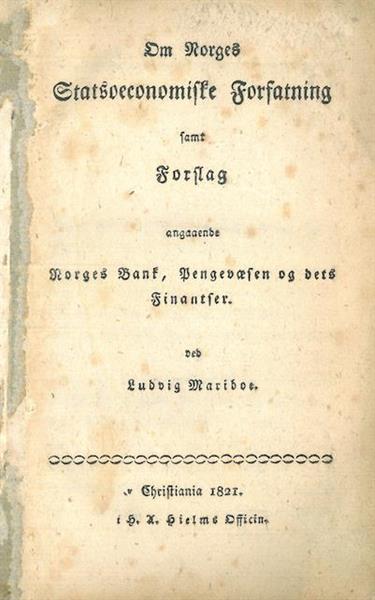 Om Norges
Statsoeconomiske Forfatning
samt
Forslag
angaaende
Norges Bank, Pengevæsen og dets
Finantser.
ved
Ludvig Mariboe.
Christiania 1821.
i H. A. Hielms Officin.